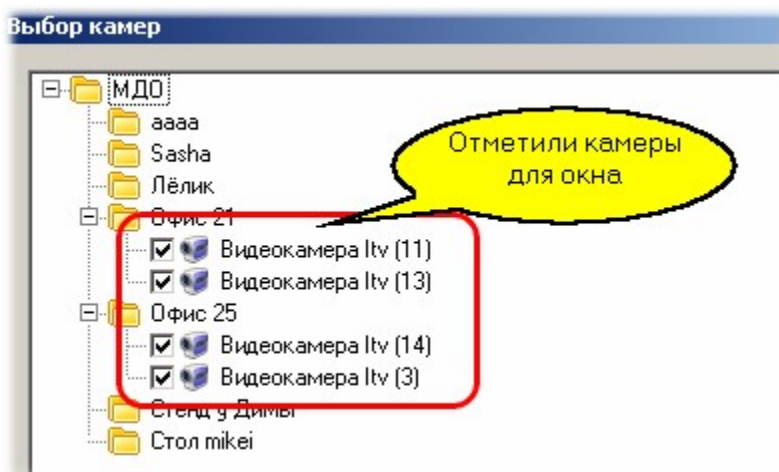 Выбор камер
МДО
аааа
Sasha
Лёлик
Офис 21
Видеокамера Itv (11)
Видеокамера Itv (13)
Офис 25
Видеокамера Itv (14)
Видеокамера Itv (3)
Стенд у Димы
Стол mikei
Отметили камеры
для окна